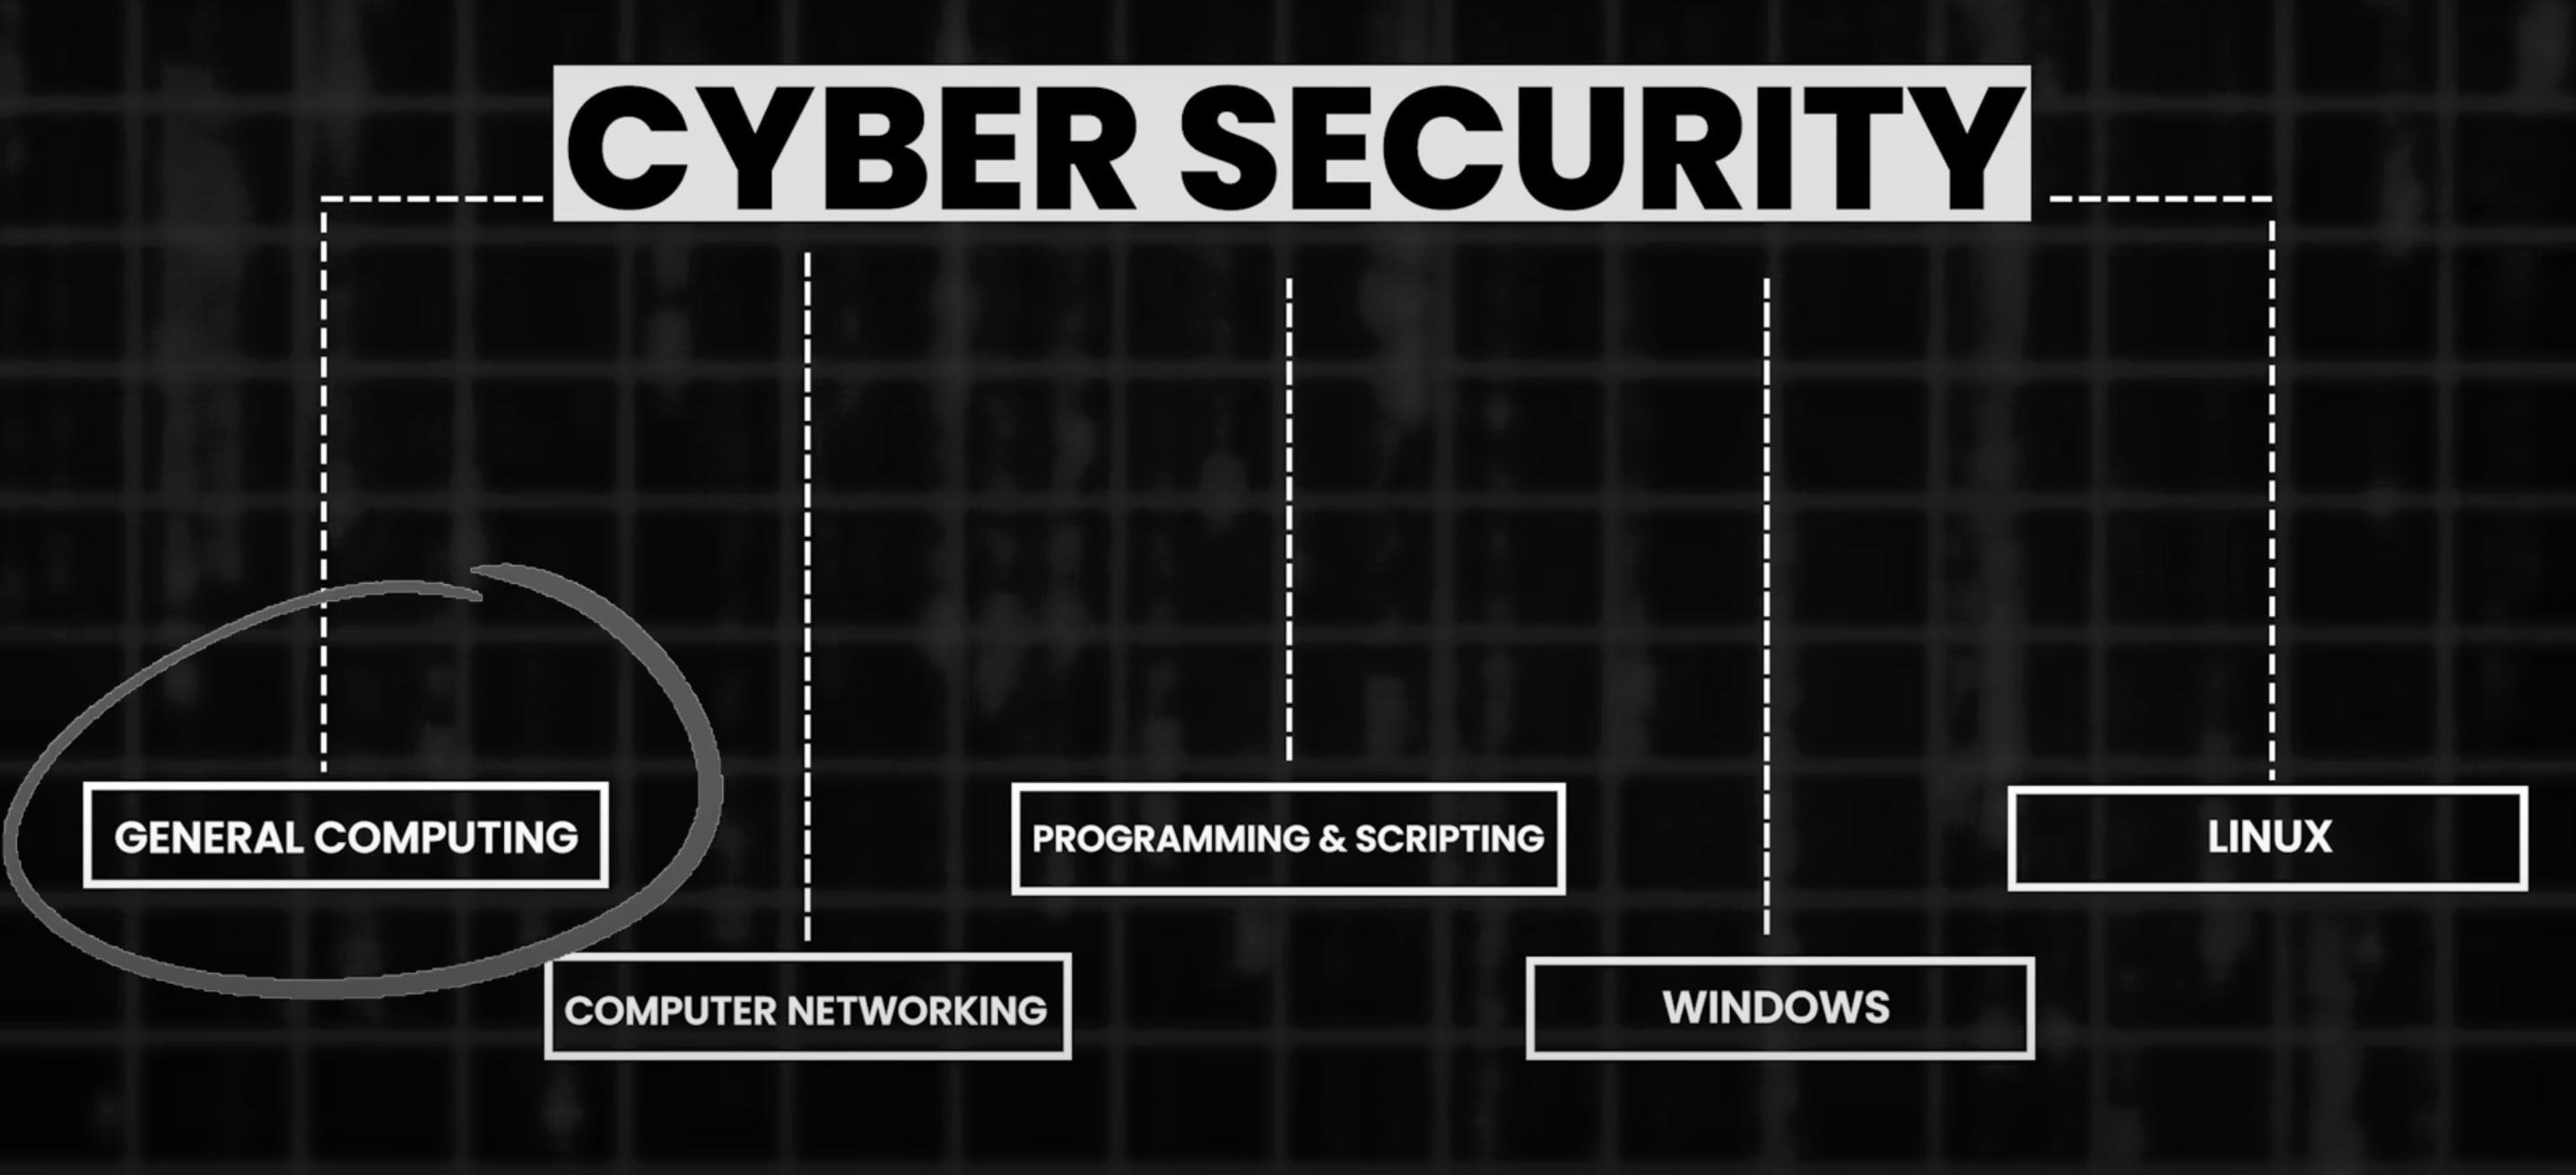 CYBER SECURITY
GENERAL COMPUTING
PROGRAMMING & SCRIPTING
LINUX
COMPUTER NETWORKING
WINDOWS